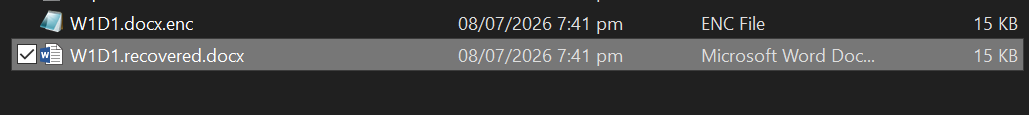 W1D1.docx.enc 08/07/2026 7:41 pm ENC File 15 KB
W1D1.recovered.docx 08/07/2026 7:41 pm Microsoft Word Doc... 15 KB